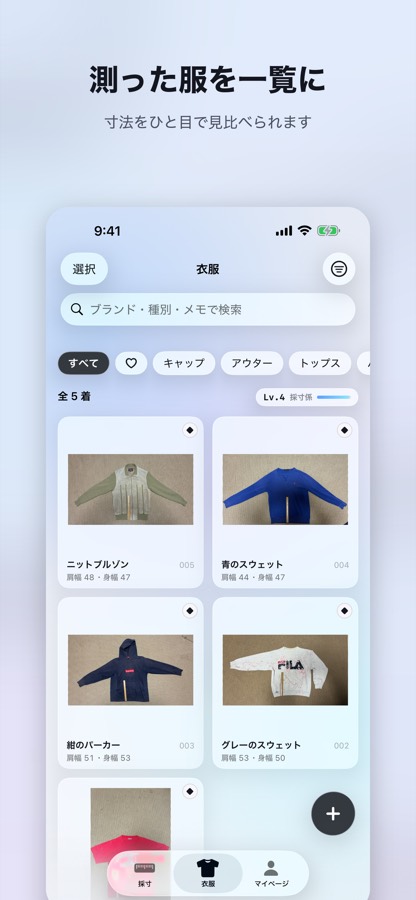 測った服を一覧に
寸法をひと目で見比べられます
9:41
選択
衣服
ブランド・種別・メモで検索
すべて
キャップ
アウター
トップス
全 5 着
Lv.4 採寸係
ニットブルゾン 005
肩幅 48・身幅 47
青のスウェット 004
肩幅 44・身幅 47
紺のパーカー 003
肩幅 51・身幅 53
FILA
グレーのスウェット 002
肩幅 53・身幅 50
採寸
衣服
マイページ